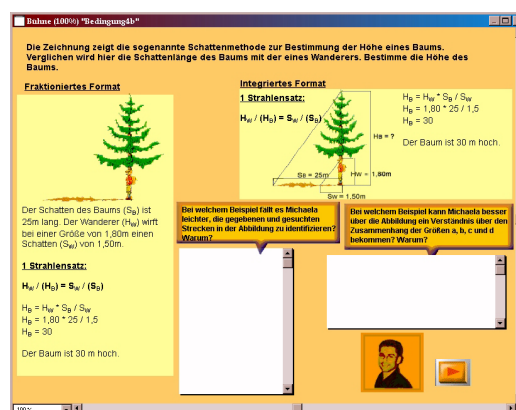 Bühne (100%) "Bedingung4b"
Die Zeichnung zeigt die sogenannte Schattenmethode zur Bestimmung der Höhe eines Baums.
Verglichen wird hier die Schattenlänge des Baums mit der eines Wanderers. Bestimme die Höhe des
Baums.
Fraktioniertes Format
Der Schatten des Baums (S_B) ist
25m lang. Der Wanderer (H_W) wirft
bei einer Größe von 1,80m einen
Schatten (S_W) von 1,50m.
1 Strahlensatz:
H_W / (H_B) = S_W / (S_B)
H_B = H_W * S_B / S_W
H_B = 1,80 * 25 / 1,5
H_B = 30
Der Baum ist 30 m hoch.
Integriertes Format
1 Strahlensatz:
H_W / (H_B) = S_W / (S_B)
HB = ?
SB = 25m
HW = 1,80m
SW = 1,50m
H_B = H_W * S_B / S_W
H_B = 1,80 * 25 / 1,5
H_B = 30
Der Baum ist 30 m hoch.
Bei welchem Beispiel fällt es Michaela
leichter, die gegebenen und gesuchten
Strecken in der Abbildung zu identifizieren?
Warum?
Bei welchem Beispiel kann Michaela besser
über die Abbildung ein Verständnis über den
Zusammenhang der Größen a, b, c und d
bekommen? Warum?
100%